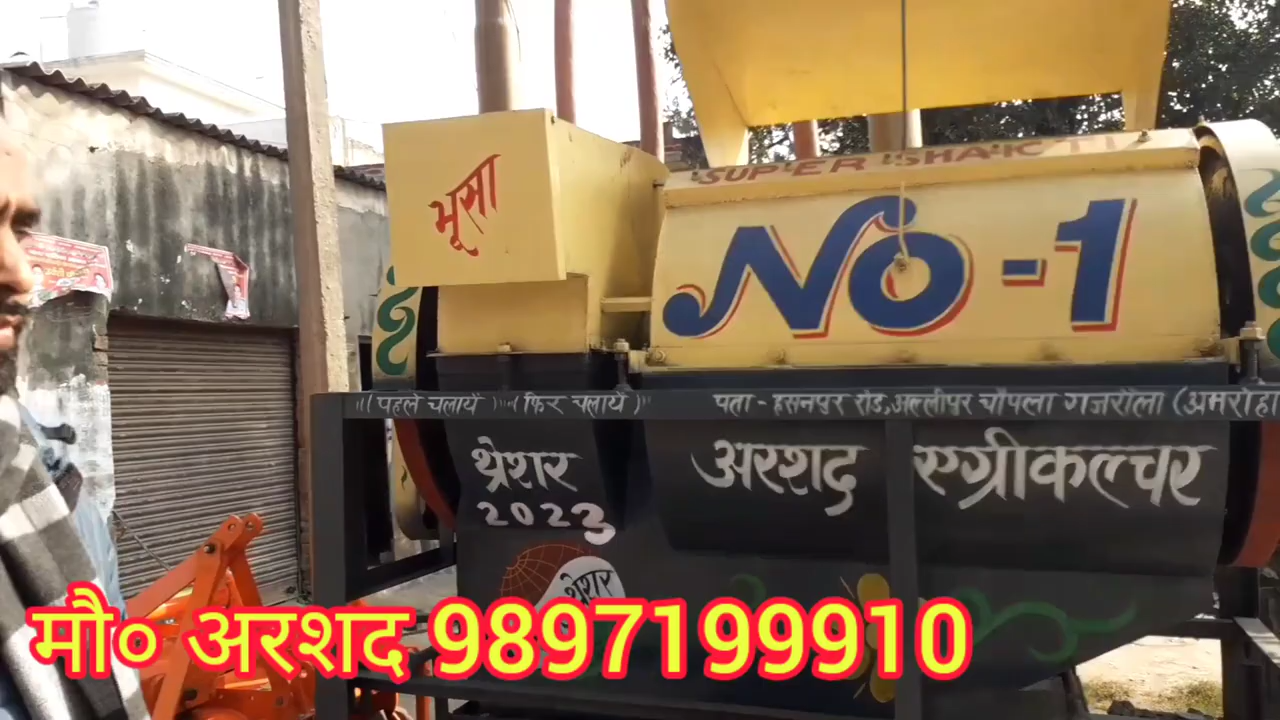 भूसा
SUPER SHAKTI
NO-1
"(पहले चलायें)" "(फिर चलायें)"
पता - हसनपुर रोड, अल्लीपुर चौपला गजरौला (अमरोहा
थ्रेशर
2023
अरशद एग्रीकल्चर
थ्रेशर
मौ० अरशद 9897199910